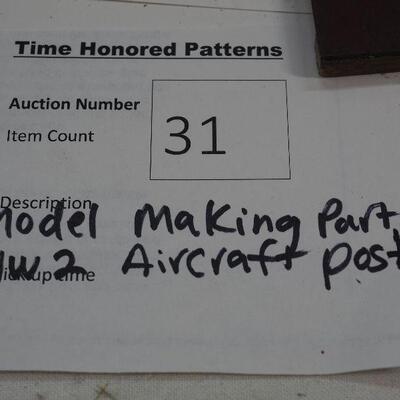 Time Honored Patterns
Auction Number
31
Item Count
Description
Model Making Part,
WW2 Aircraft post
Pickup time